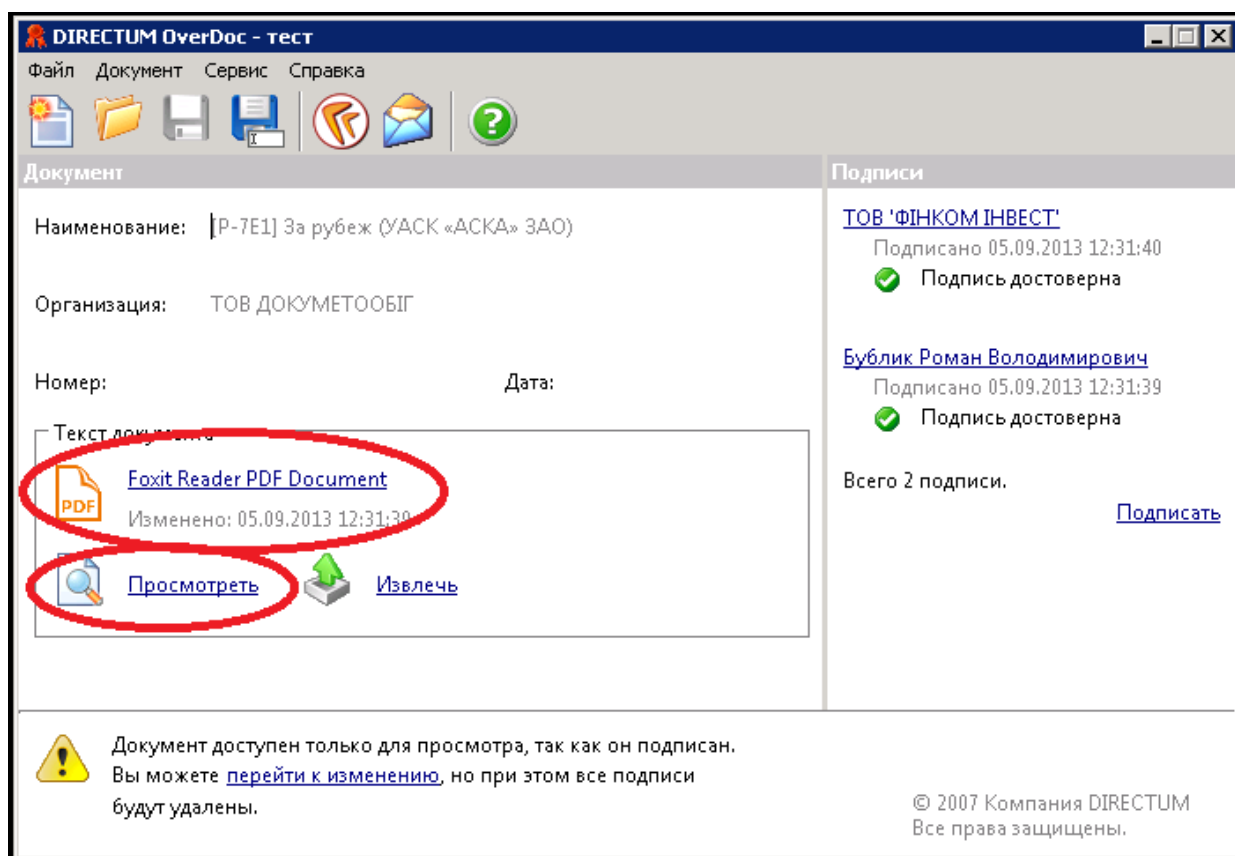 DIRECTUM OverDoc - тест
Файл Документ Сервис Справка
Документ
Наименование: [P-7E1] За рубеж (УАСК «АСКА» ЗАО)
Организация: ТОВ ДОКУМЕТООБІГ
Номер: Дата:
Текст документа
PDF
Foxit Reader PDF Document
Изменено: 05.09.2013 12:31:39
Просмотреть Извлечь
Подписи
ТОВ 'ФІНКОМ ІНВЕСТ'
Подписано 05.09.2013 12:31:40
Подпись достоверна
Бублик Роман Володимирович
Подписано 05.09.2013 12:31:39
Подпись достоверна
Всего 2 подписи.
Подписать
Документ доступен только для просмотра, так как он подписан.
Вы можете перейти к изменению, но при этом все подписи
будут удалены.
© 2007 Компания DIRECTUM
Все права защищены.